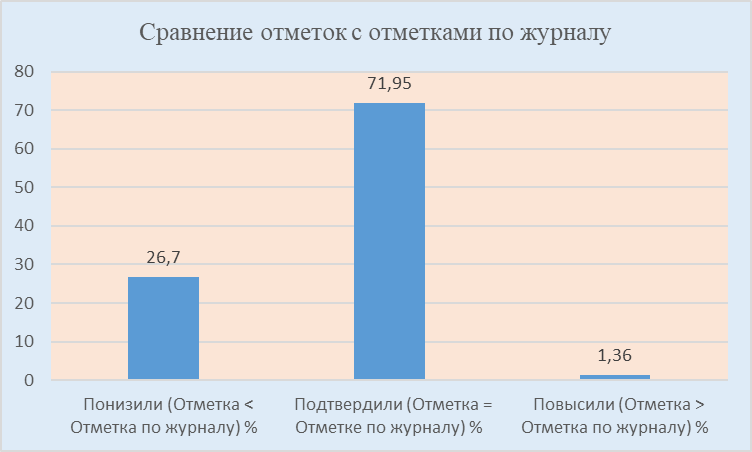 Сравнение отметок с отметками по журналу
80
70
60
50
40
30
20
10
0
26,7
71,95
1,36
Понизили (Отметка <
Отметка по журналу) %
Подтвердили (Отметка =
Отметке по журналу) %
Повысили (Отметка >
Отметка по журналу) %